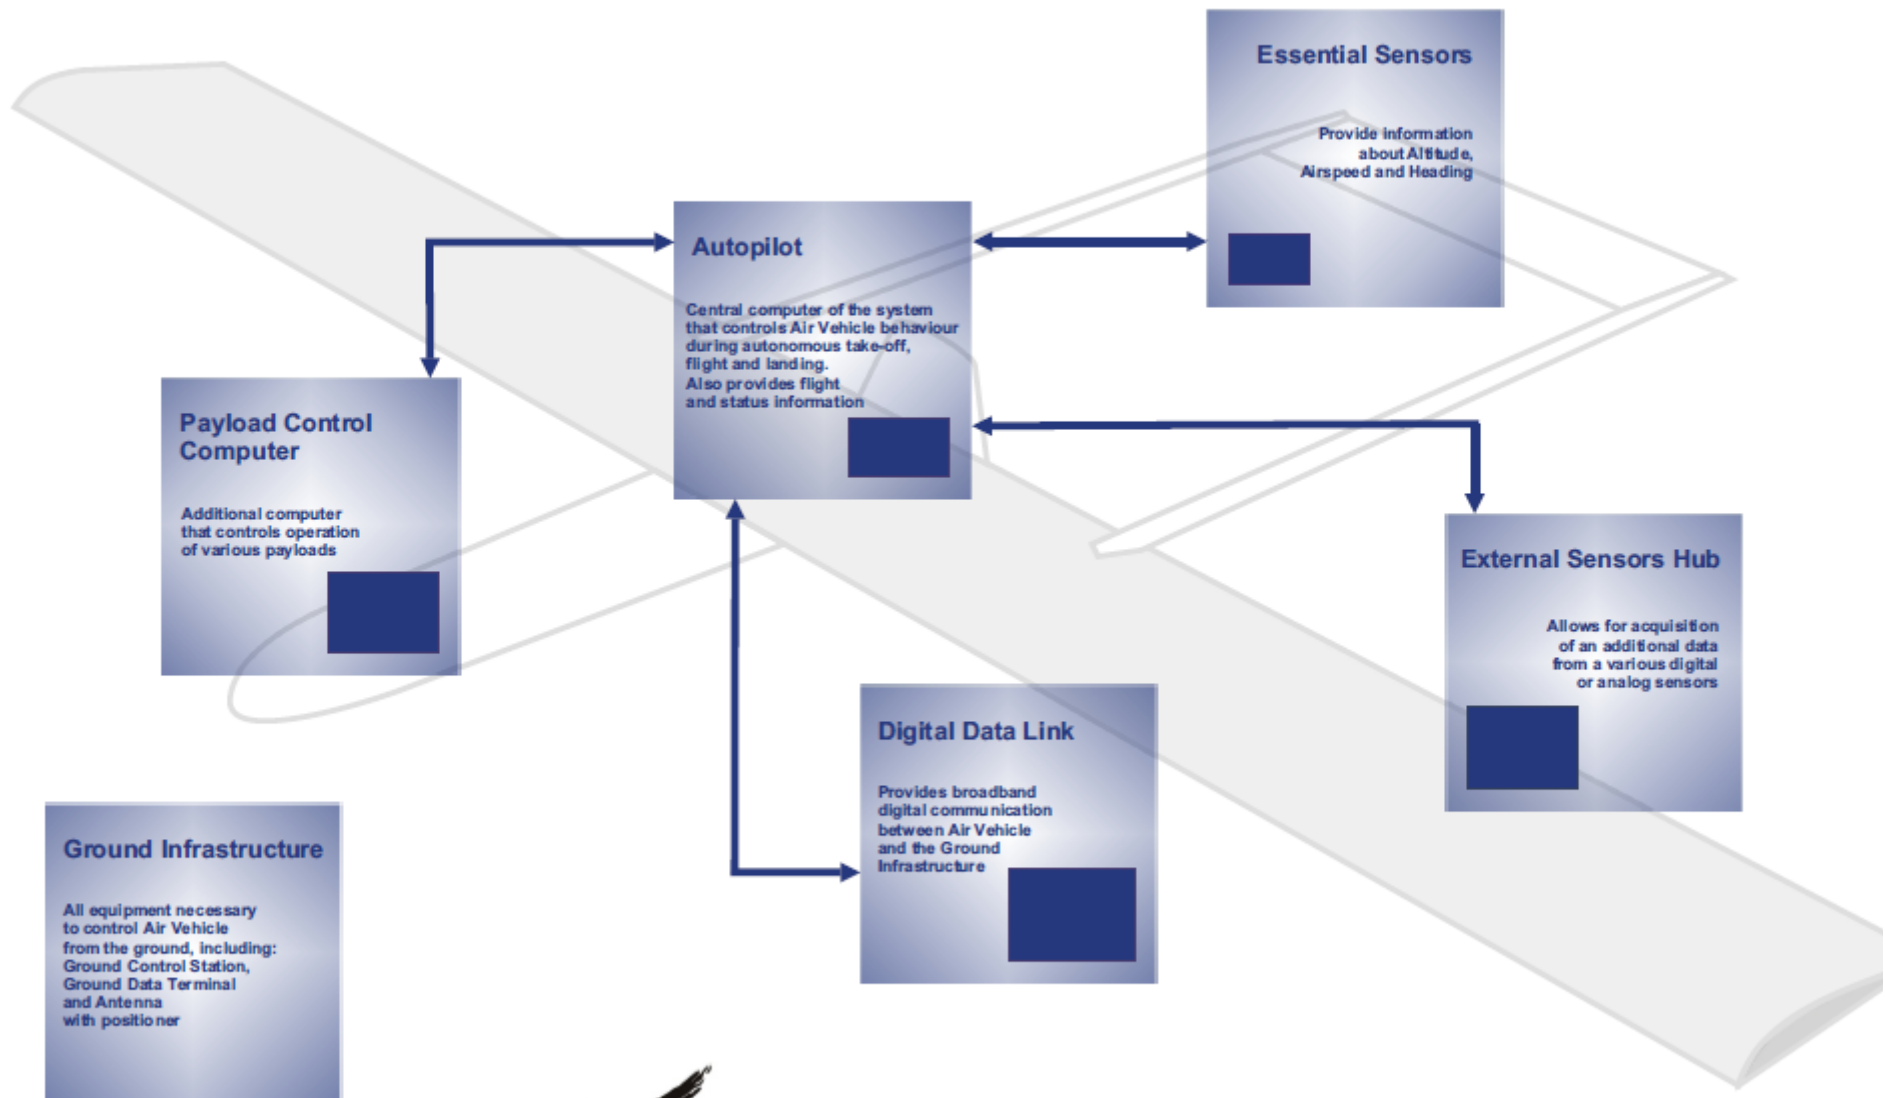 Essential Sensors
Provide information
about Altitude,
Airspeed and Heading
Autopilot
Central computer of the system
that controls Air Vehicle behaviour
during autonomous take-off,
flight and landing.
Also provides flight
and status information
Payload Control
Computer
Additional computer
that controls operation
of various payloads
External Sensors Hub
Allows for acquisition
of an additional data
from a various digital
or analog sensors
Digital Data Link
Provides broadband
digital communication
between Air Vehicle
and the Ground
Infrastructure
Ground Infrastructure
All equipment necessary
to control Air Vehicle
from the ground, including:
Ground Control Station,
Ground Data Terminal
and Antenna
with positioner